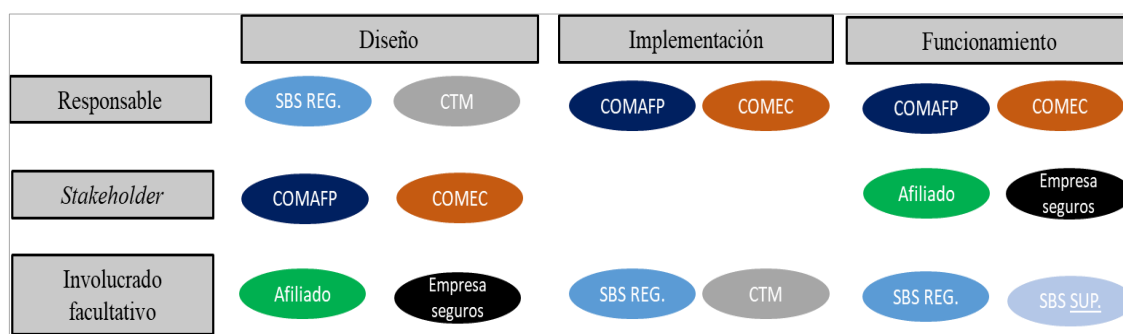 Diseño
Implementación
Funcionamiento
Responsable
SBS REG.
CTM
COMAFP
COMEC
COMAFP
COMEC
Stakeholder
COMAFP
COMEC
Afiliado
Empresa
seguros
Involucrado
facultativo
Afiliado
Empresa
seguros
SBS REG.
CTM
SBS REG.
SBS SUP.